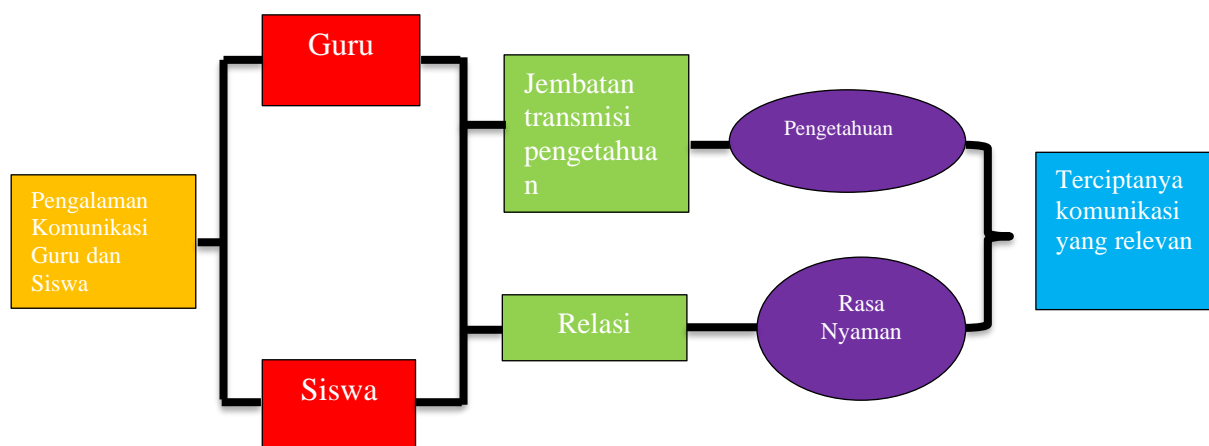 Pengalaman
Komunikasi
Guru dan
Siswa
Guru
Siswa
Jembatan
transmisi
pengetahua
n
Relasi
Pengetahuan
Rasa
Nyaman
Terciptanya
komunikasi
yang relevan